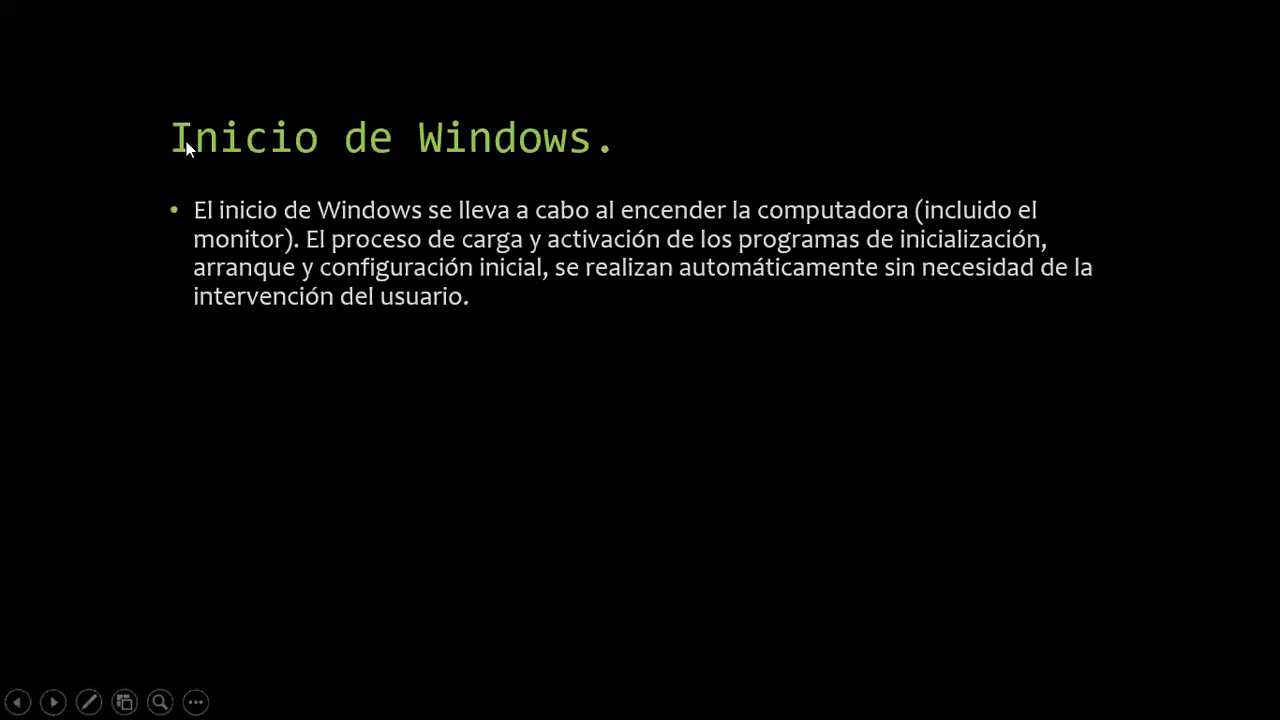 Inicio de Windows.
• El inicio de Windows se lleva a cabo al encender la computadora (incluido el
monitor). El proceso de carga y activación de los programas de inicialización,
arranque y configuración inicial, se realizan automáticamente sin necesidad de la
intervención del usuario.